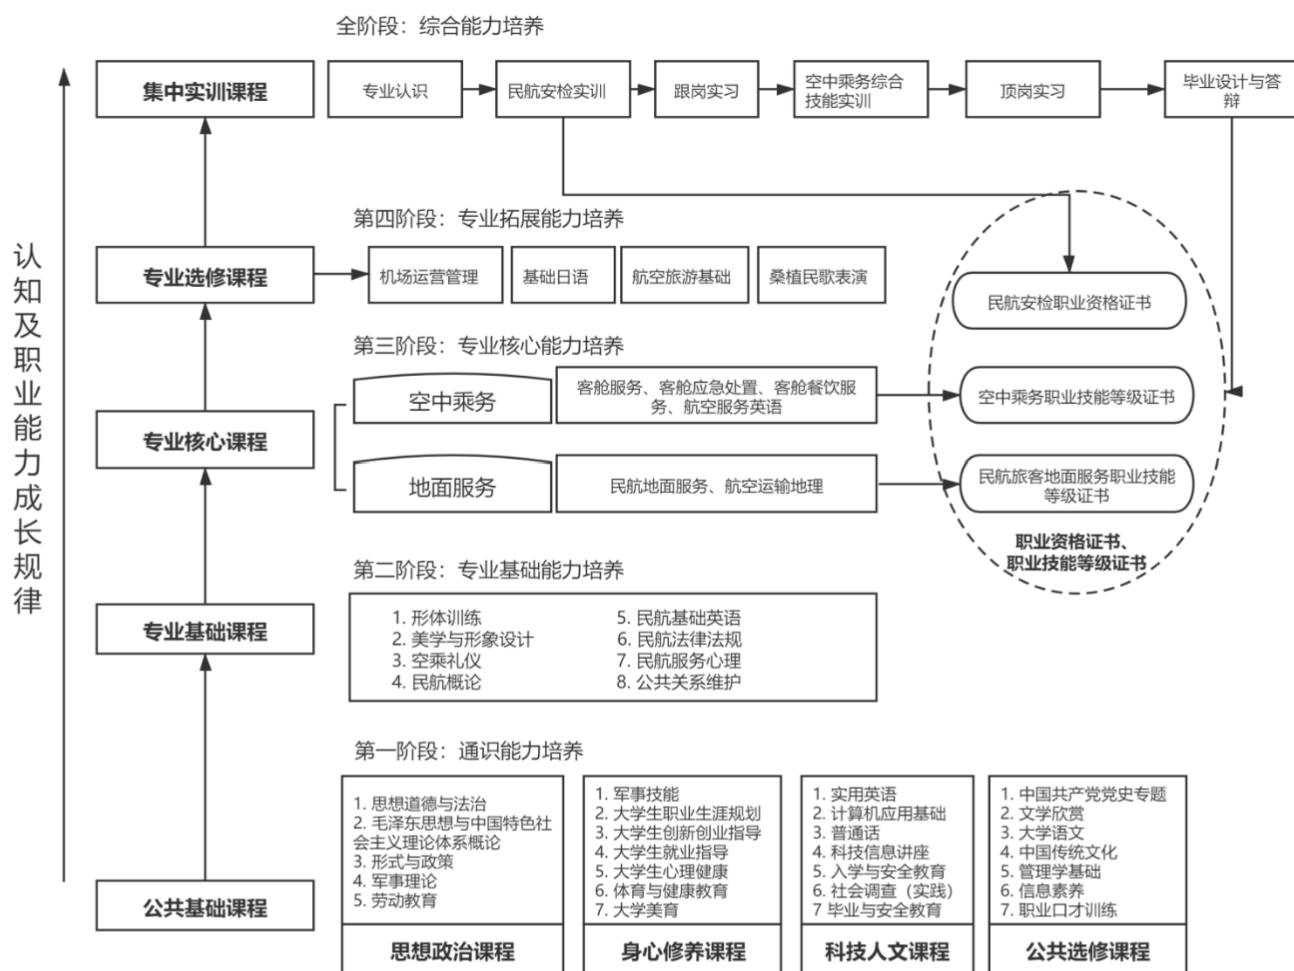 全阶段：综合能力培养
集中实训课程
专业认识
民航安检实训
跟岗实习
空中乘务综合
技能实训
顶岗实习
毕业设计与答
辩
认知及职业能力成长规律
第四阶段：专业拓展能力培养
专业选修课程
机场运营管理
基础日语
航空旅游基础
桑植民歌表演
民航安检职业资格证书
第三阶段：专业核心能力培养
专业核心课程
空中乘务
客舱服务、客舱应急处置、客舱餐饮服
务、航空服务英语
空中乘务职业技能等级证书
地面服务
民航地面服务、航空运输地理
民航旅客地面服务职业技能
等级证书
职业资格证书、
职业技能等级证书
第二阶段：专业基础能力培养
专业基础课程
1. 形体训练
2. 美学与形象设计
3. 空乘礼仪
4. 民航概论
5. 民航基础英语
6. 民航法律法规
7. 民航服务心理
8. 公共关系维护
第一阶段：通识能力培养
公共基础课程
1. 思想道德与法治
2. 毛泽东思想与中国特色社
会主义理论体系概论
3. 形式与政策
4. 军事理论
5. 劳动教育
思想政治课程
1. 军事技能
2. 大学生职业生涯规划
3. 大学生创新创业指导
4. 大学生就业指导
5. 大学生心理健康
6. 体育与健康教育
7. 大学美育
身心修养课程
1. 实用英语
2. 计算机应用基础
3. 普通话
4. 科技信息讲座
5. 入学与安全教育
6. 社会调查（实践）
7 毕业与安全教育
科技人文课程
1. 中国共产党党史专题
2. 文学欣赏
3. 大学语文
4. 中国传统文化
5. 管理学基础
6. 信息素养
7. 职业口才训练
公共选修课程